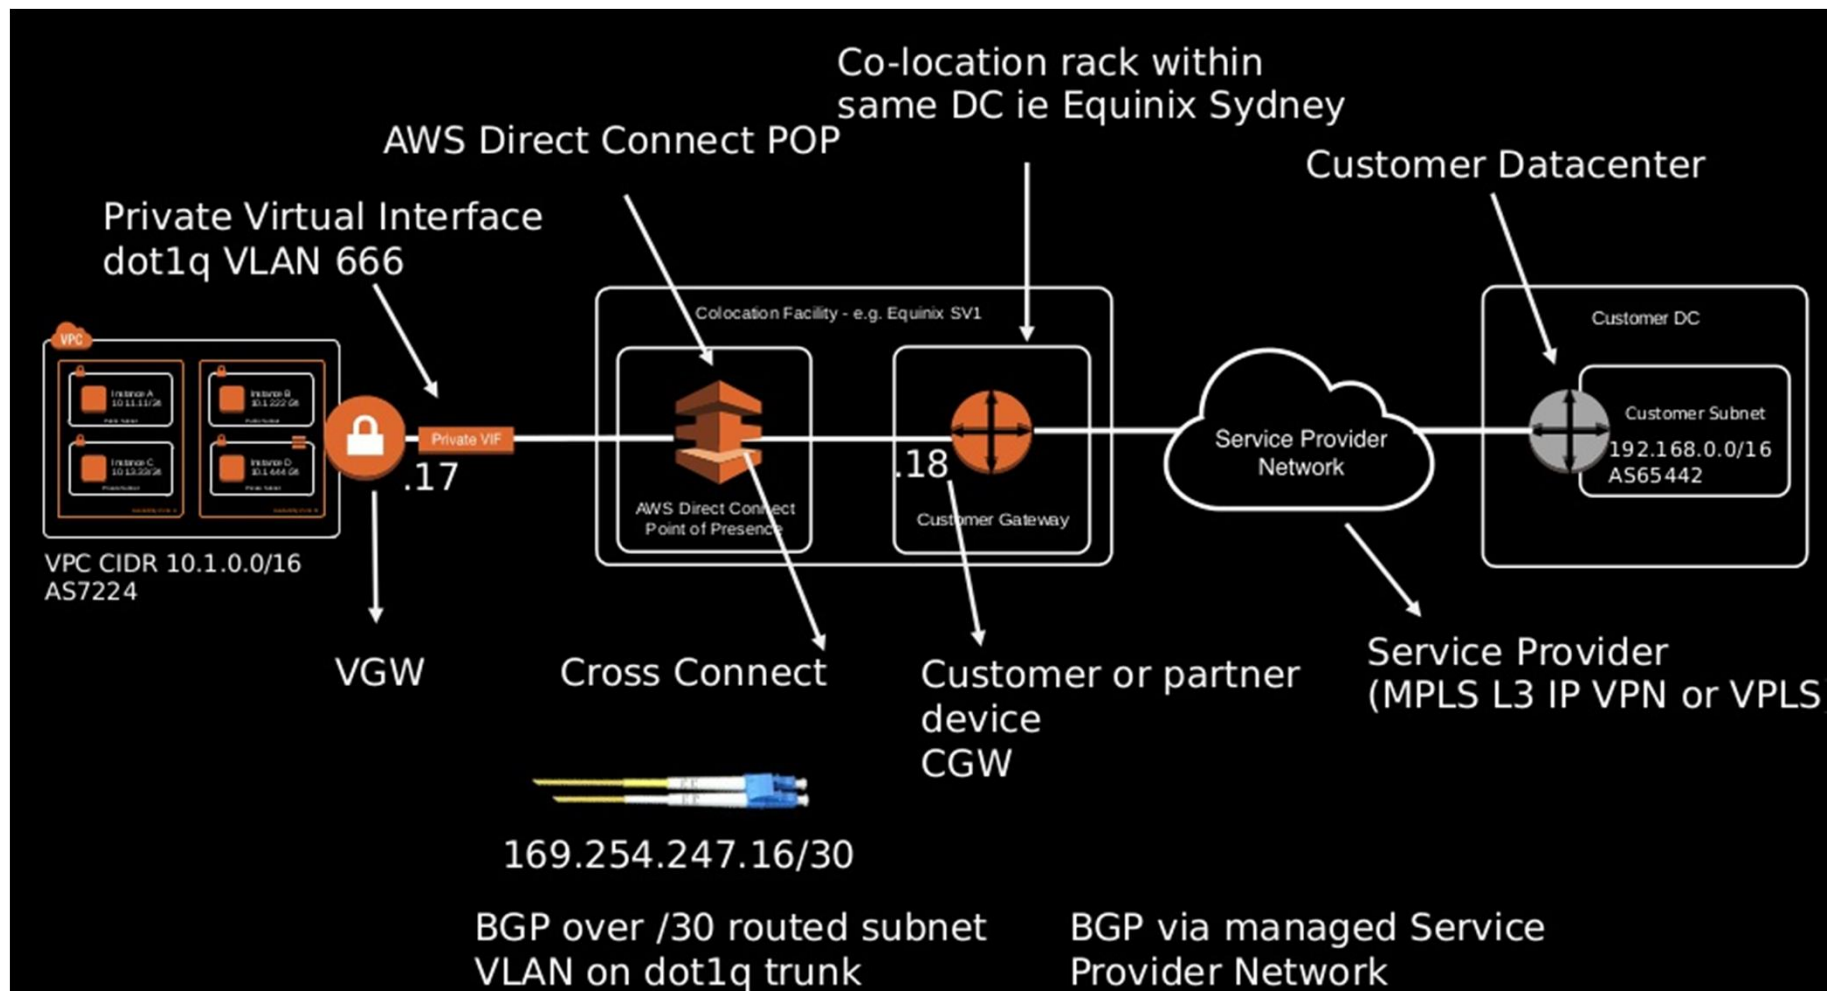 Co-location rack within
same DC ie Equinix Sydney
AWS Direct Connect POP
Customer Datacenter
Private Virtual Interface
dot1q VLAN 666
Colocation Facility - e.g. Equinix SV1
Customer DC
VPC
Instance A
Instance B
Instance C
Instance D
Private VIF
.17
.18
AWS Direct Connect
Point of Presence
Customer Gateway
Service Provider
Network
Customer Subnet
192.168.0.0/16
AS65442
VPC CIDR 10.1.0.0/16
AS7224
VGW
Cross Connect
Customer or partner
device
CGW
Service Provider
(MPLS L3 IP VPN or VPLS
169.254.247.16/30
BGP over /30 routed subnet
VLAN on dot1q trunk
BGP via managed Service
Provider Network